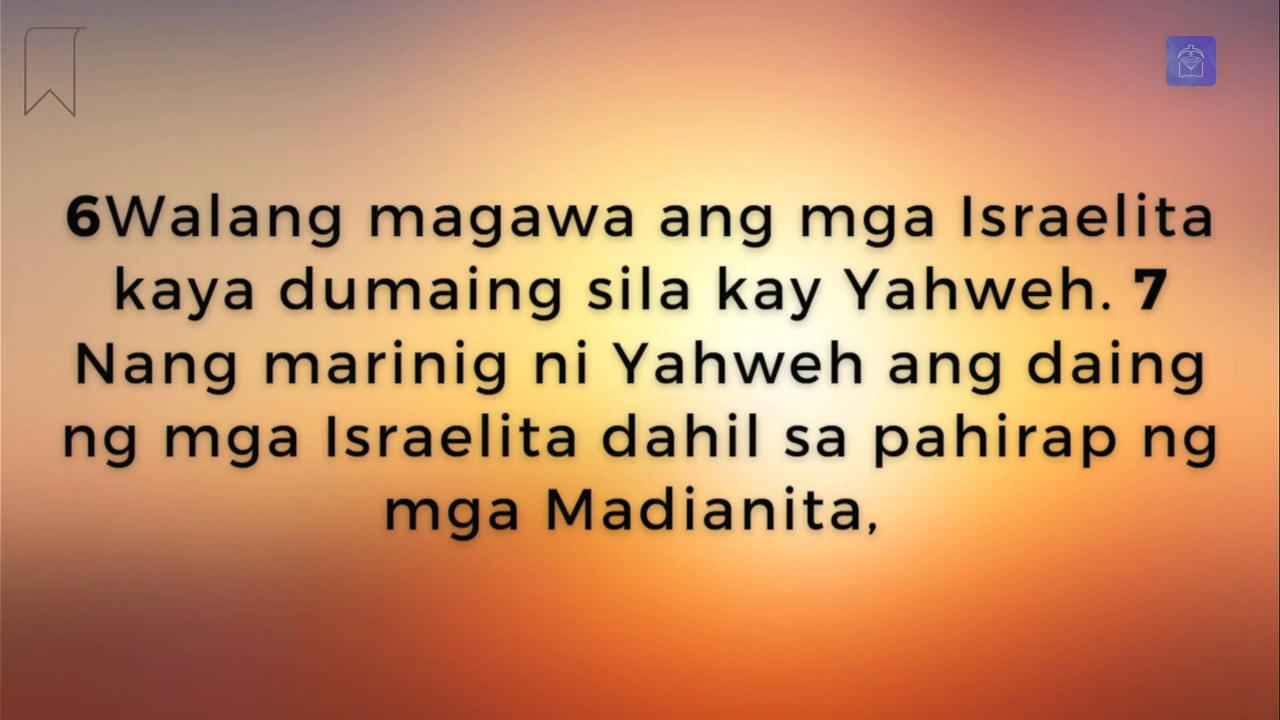 6Walang magawa ang mga Israelita
kaya dumaing sila kay Yahweh. 7
Nang marinig ni Yahweh ang daing
ng mga Israelita dahil sa pahirap ng
mga Madianita,